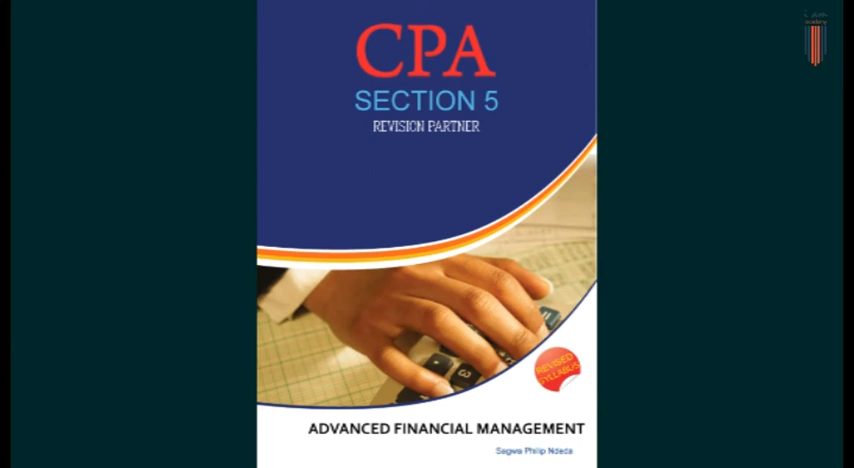 CPA
SECTION 5
REVISION PARTNER
REVISED
SYLLABUS
ADVANCED FINANCIAL MANAGEMENT
Sagwa Philip Ndeda